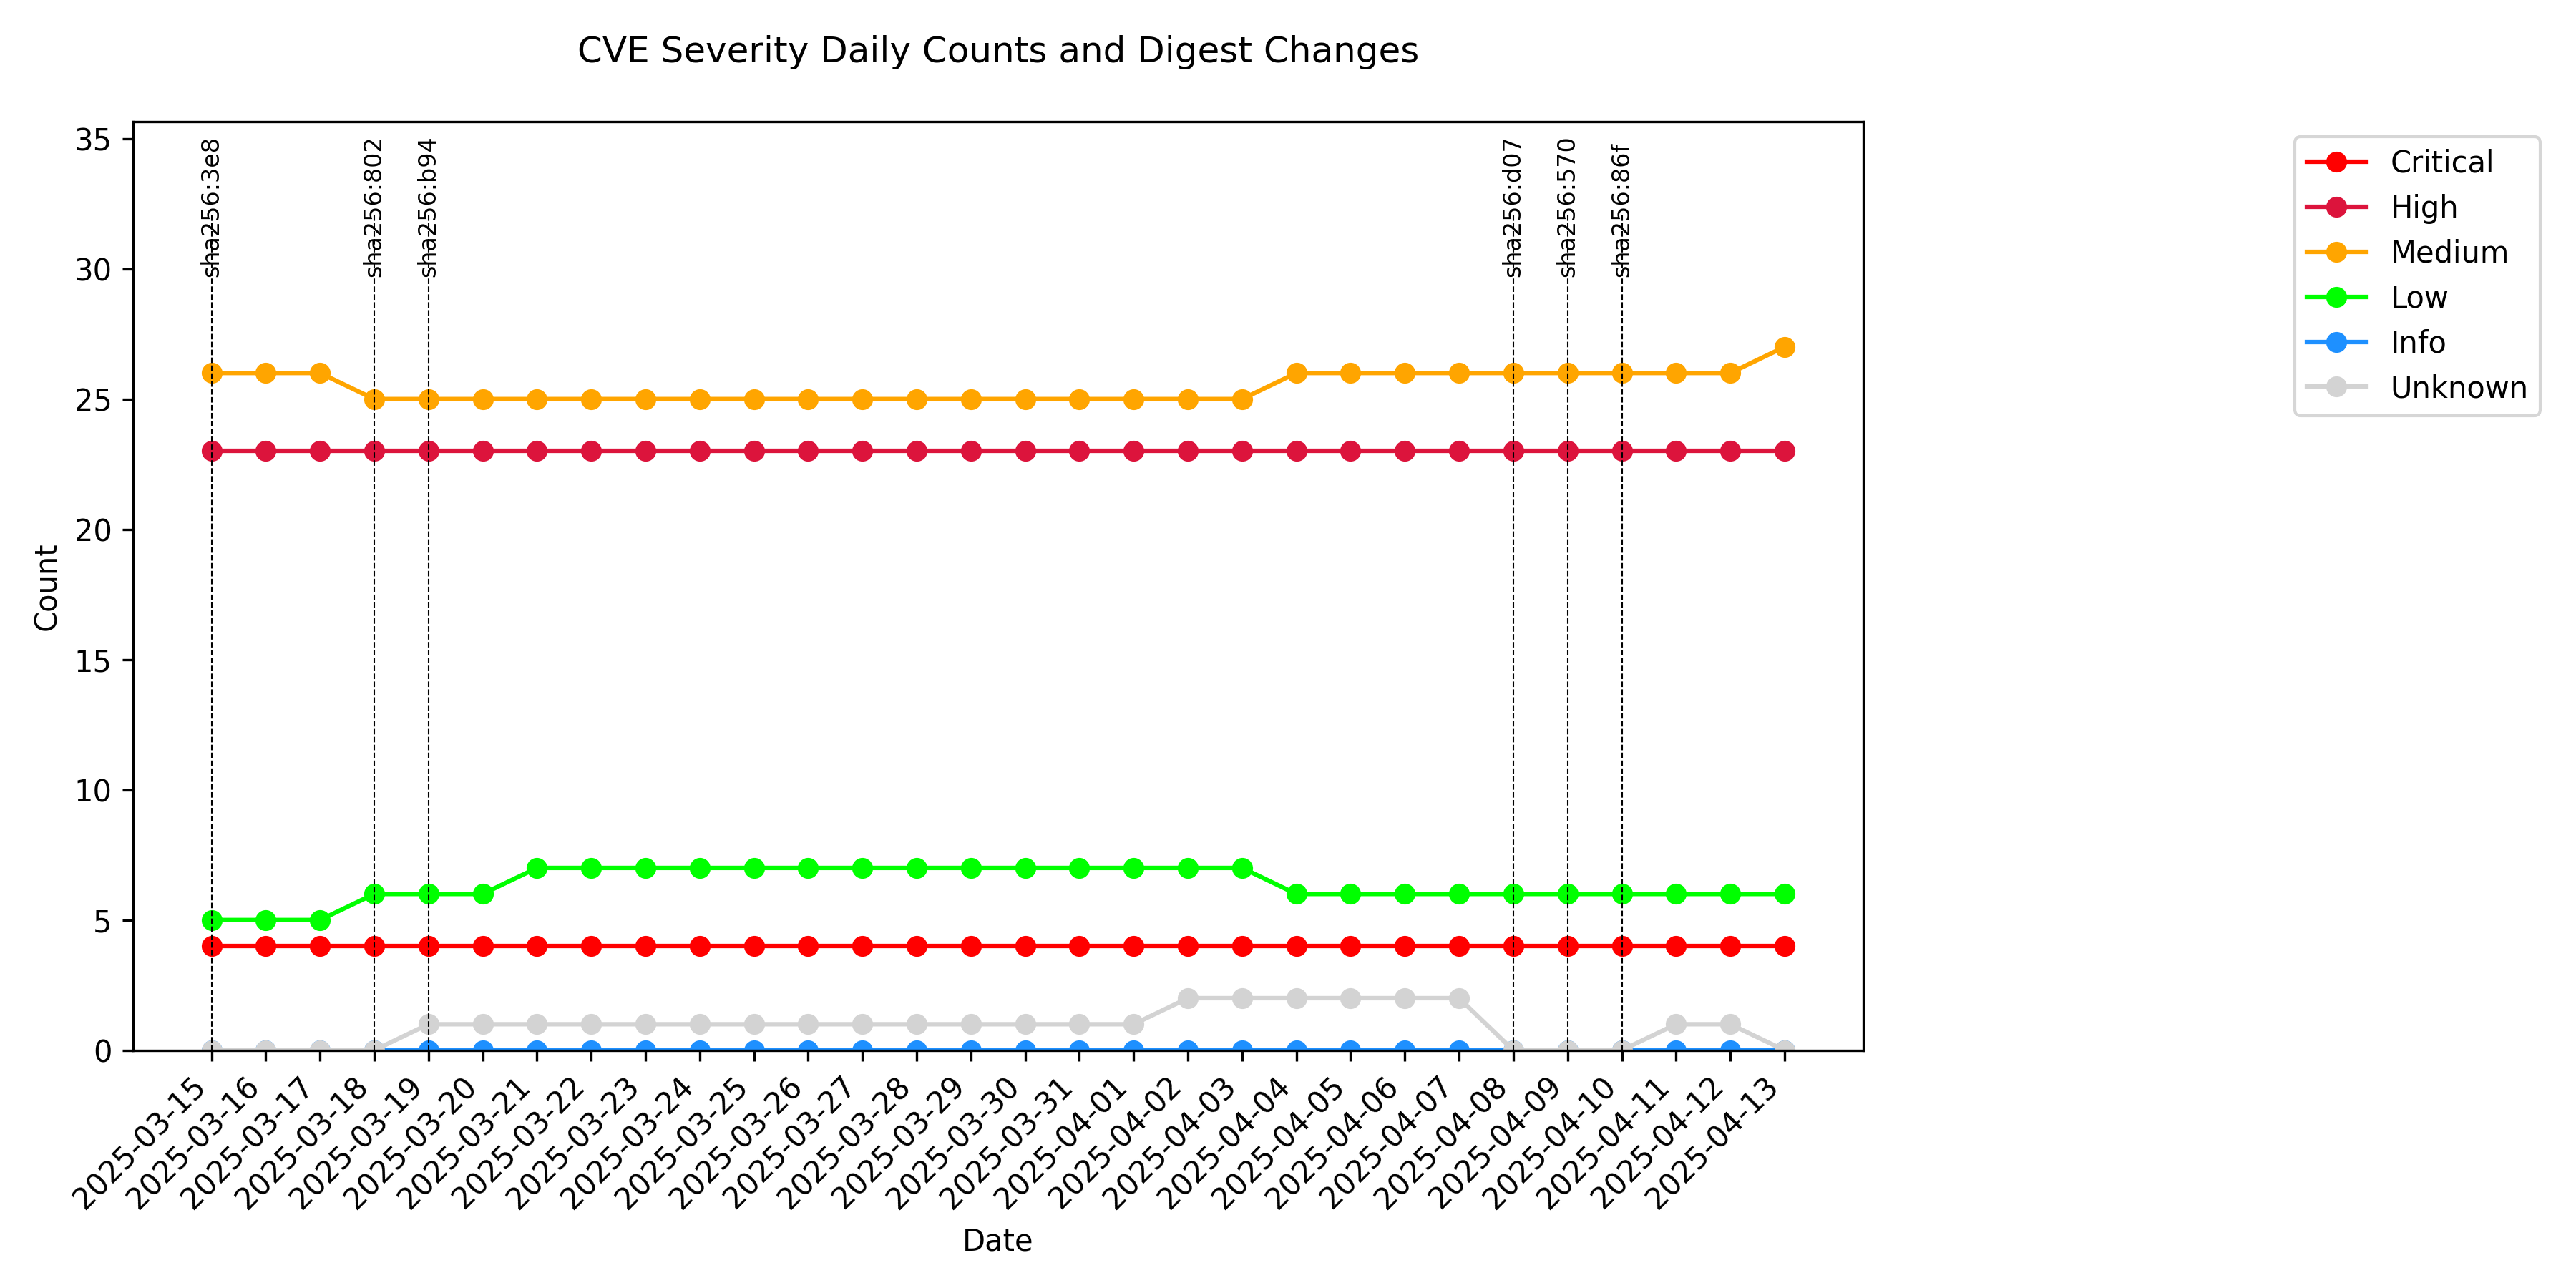 CVE Severity Daily Counts and Digest Changes
35
30
25
20
15
10
5
0
Count
sha256:3e8
sha256:802
sha256:b94
sha256:d07
sha256:570
sha256:86f
Critical
High
Medium
Low
Info
Unknown
2025-03-15
2025-03-16
2025-03-17
2025-03-18
2025-03-19
2025-03-20
2025-03-21
2025-03-22
2025-03-23
2025-03-24
2025-03-25
2025-03-26
2025-03-27
2025-03-28
2025-03-29
2025-03-30
2025-03-31
2025-04-01
2025-04-02
2025-04-03
2025-04-04
2025-04-05
2025-04-06
2025-04-07
2025-04-08
2025-04-09
2025-04-10
2025-04-11
2025-04-12
2025-04-13
Date